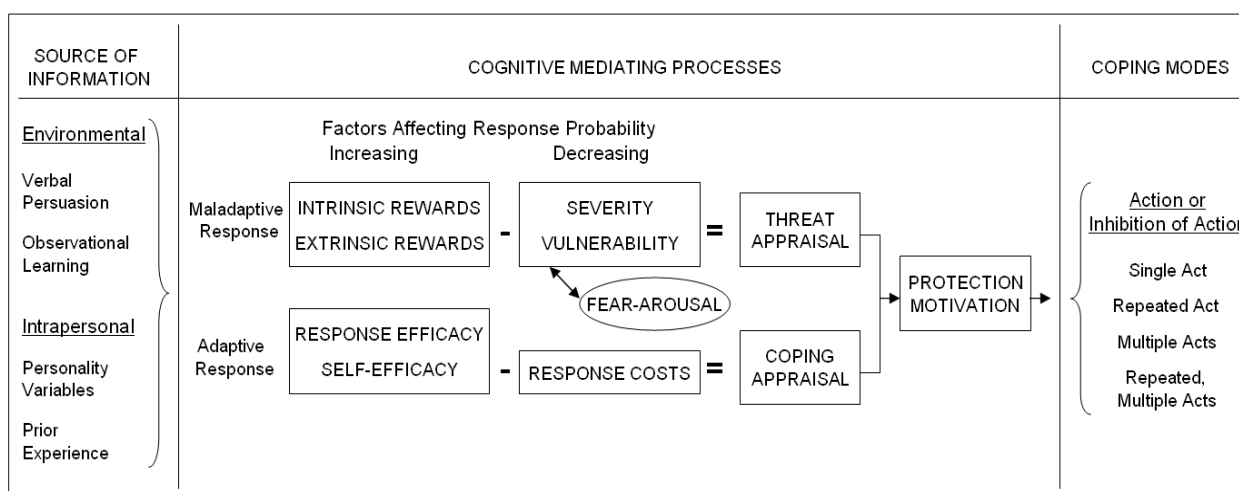 SOURCE OF
INFORMATION
COGNITIVE MEDIATING PROCESSES
COPING MODES
Environmental
Verbal
Persuasion
Observational
Learning
Intrapersonal
Personality
Variables
Prior
Experience
Factors Affecting Response Probability
Increasing
Decreasing
Maladaptive
Response
INTRINSIC REWARDS
EXTRINSIC REWARDS
-
SEVERITY
VULNERABILITY
=
THREAT
APPRAISAL
FEAR-AROUSAL
Adaptive
Response
RESPONSE EFFICACY
SELF-EFFICACY
-
RESPONSE COSTS
=
COPING
APPRAISAL
PROTECTION
MOTIVATION
Action or
Inhibition of Action
Single Act
Repeated Act
Multiple Acts
Repeated,
Multiple Acts